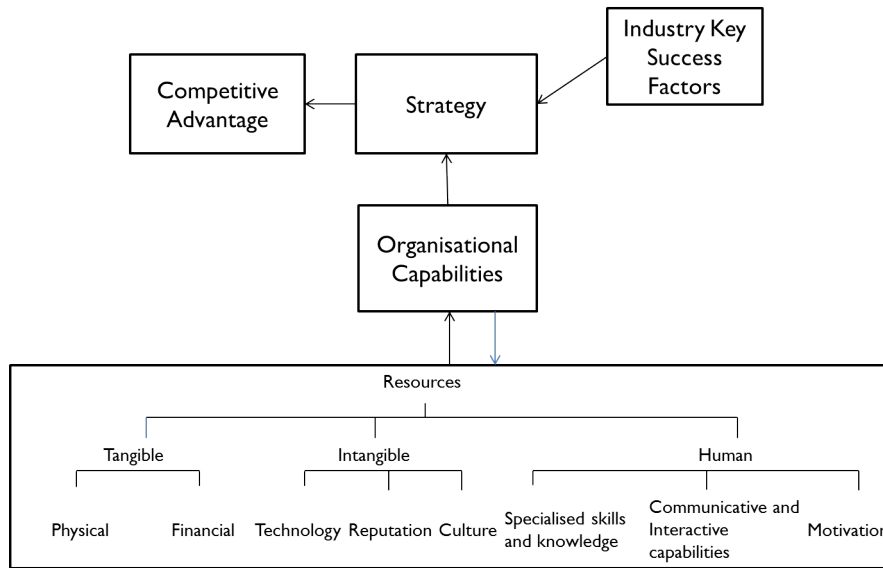 Industry Key
Success
Factors
Competitive
Advantage
Strategy
Organisational
Capabilities
Resources
Tangible
Intangible
Human
Physical
Financial
Technology
Reputation
Culture
Specialised skills
and knowledge
Communicative and
Interactive
capabilities
Motivation